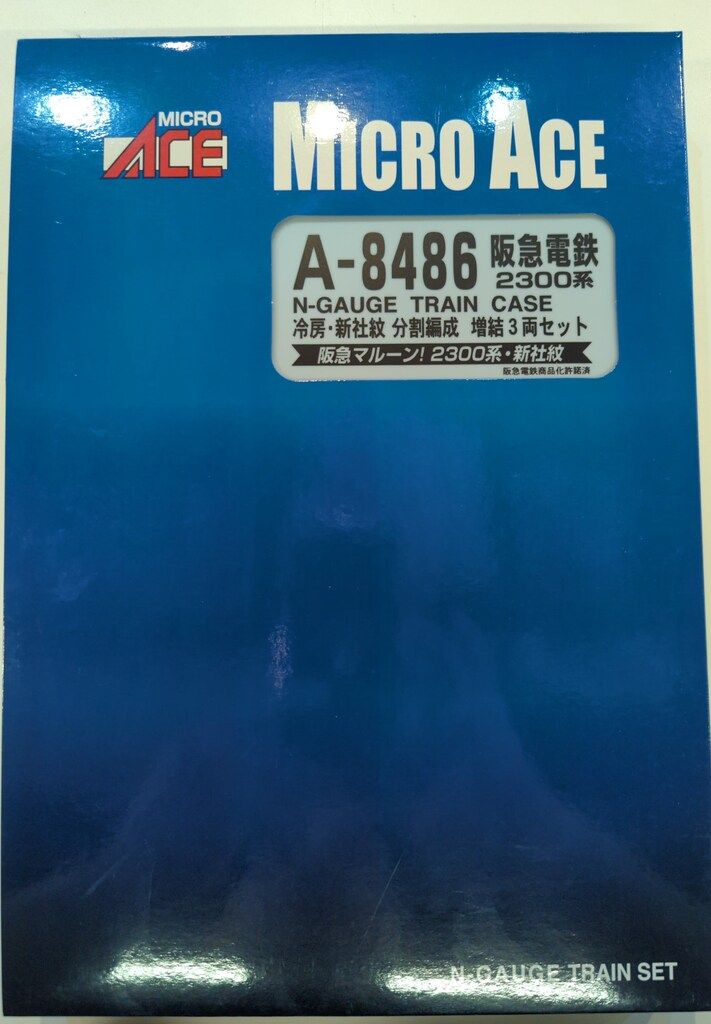 MICRO
ACE
MICRO ACE
A-8486 阪急電鉄
2300系
N-GAUGE TRAIN CASE
冷房・新社紋 分割編成 増結3両セット
阪急マルーン! 2300系・新社紋
阪急電鉄商品化許諾済
N-GAUGE TRAIN SET